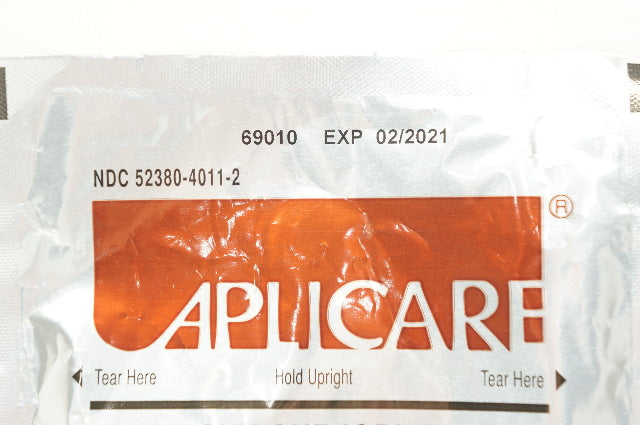 69010 EXP 02/2021
NDC 52380-4011-2
APLICARE ®
Tear Here Hold Upright Tear Here